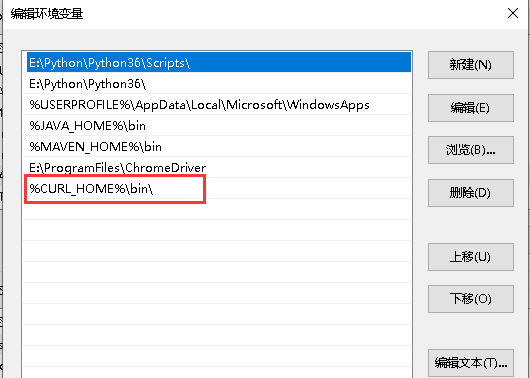 编辑环境变量
E:\Python\Python36\Scripts\
新建(N)
E:\Python\Python36\
%USERPROFILE%\AppData\Local\Microsoft\WindowsApps
编辑(E)
%JAVA_HOME%\bin
%MAVEN_HOME%\bin
浏览(B)...
E:\ProgramFiles\ChromeDriver
%CURL_HOME%\bin\
删除(D)
上移(U)
下移(O)
编辑文本(T)...